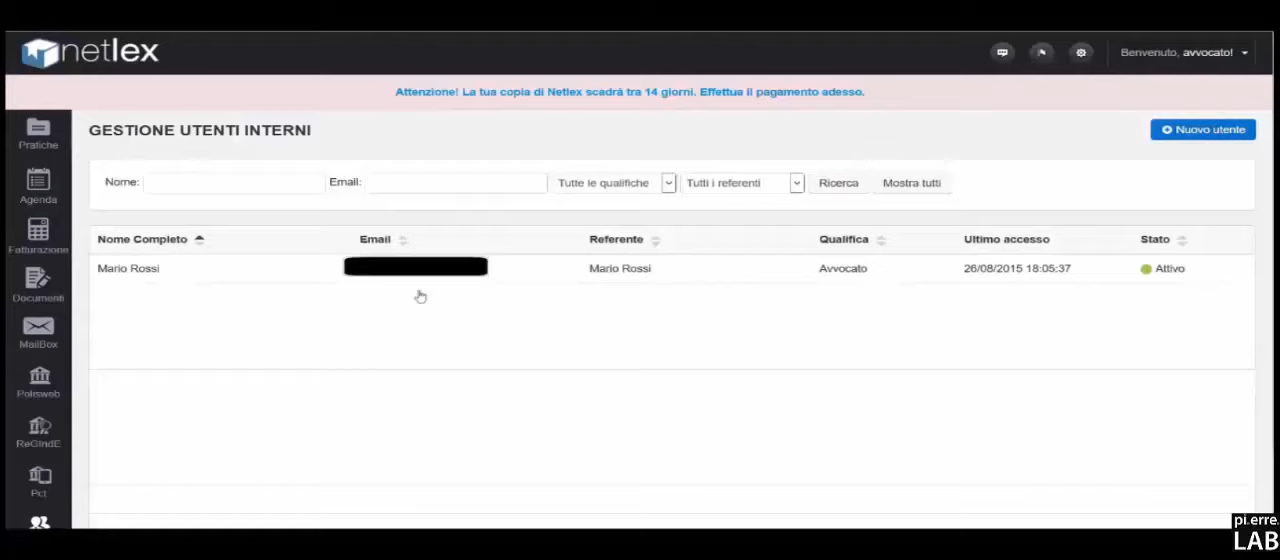 netlex
Benvenuto, avvocato!
Attenzione! La tua copia di Netlex scadrà tra 14 giorni. Effettua il pagamento adesso.
Pratiche
Agenda
Fatturazione
Documenti
MailBox
Polisweb
ReGIndE
Pct
GESTIONE UTENTI INTERNI
Nuovo utente
Nome: Email: Tutte le qualifiche Tutti i referenti Ricerca Mostra tutti
Nome Completo Email Referente Qualifica Ultimo accesso Stato
Mario Rossi Mario Rossi Avvocato 26/08/2015 18:05:37 Attivo
pi.erre.
LAB